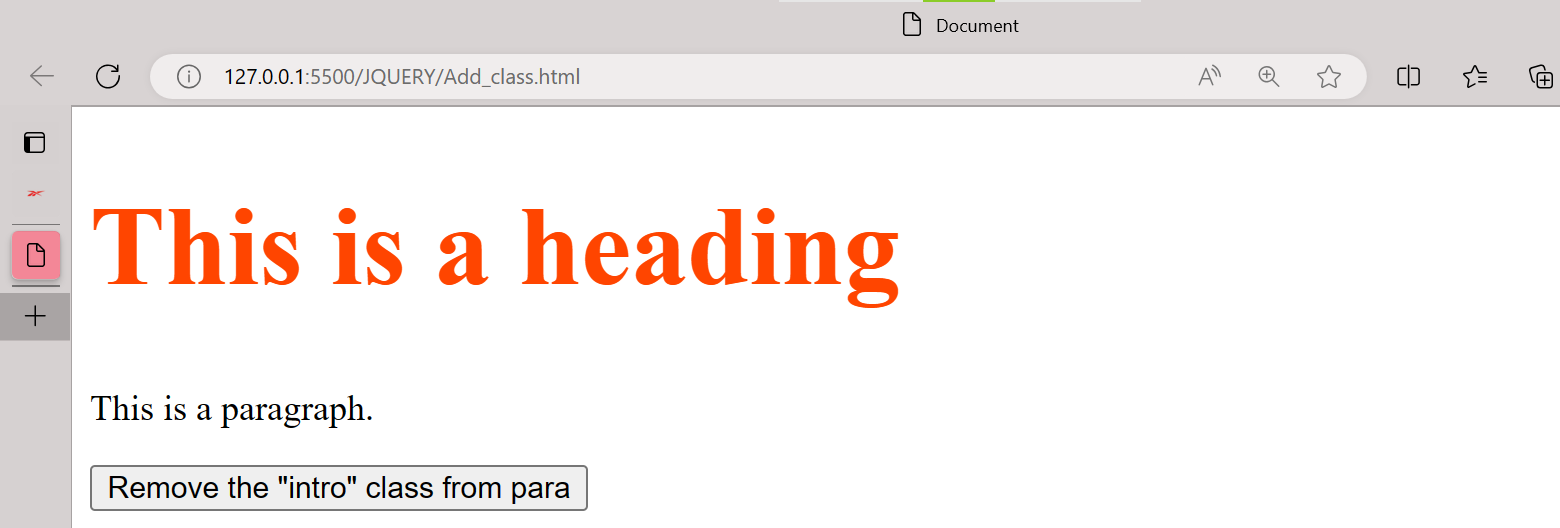 Document
127.0.0.1:5500/JQUERY/Add_class.html
This is a heading
This is a paragraph.
Remove the "intro" class from para